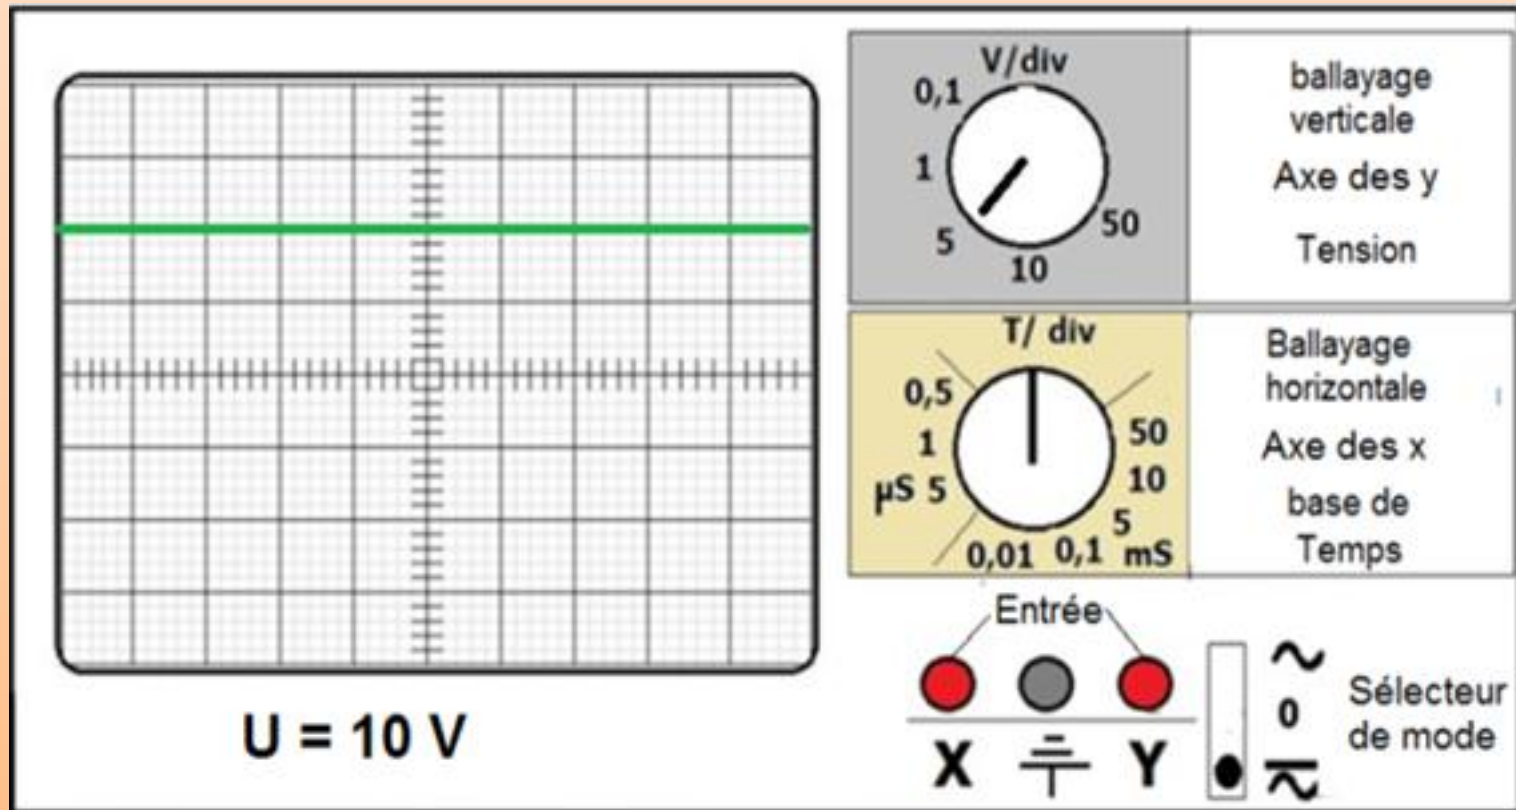 V/div
0,1
1
5
10
50
ballayage
verticale
Axe des y
Tension
T/ div
0,5
1
µS 5
0,01
0,1
mS
5
10
50
Ballayage
horizontale
Axe des x
base de
Temps
Entrée
X
Y
0
Sélecteur
de mode
U = 10 V